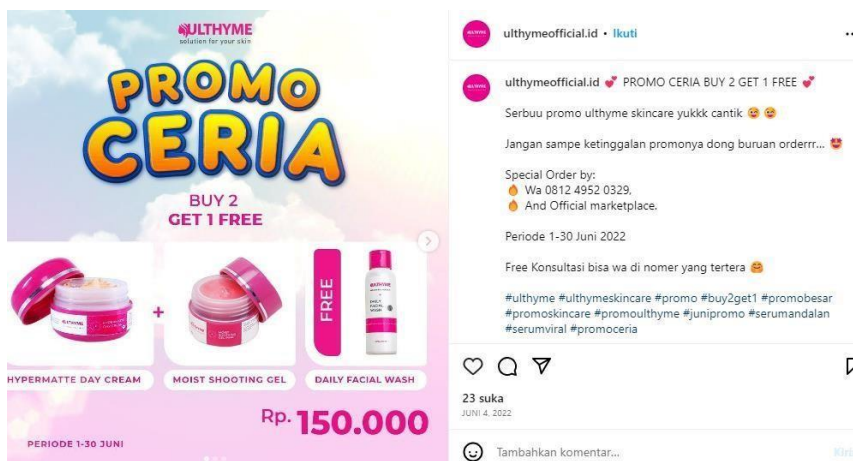 ULTHYME
solution for your skin
PROMO
CERIA
BUY 2
GET 1 FREE
ULTHYME
+
FREE
ULTHYME
DAILY
FACIAL
WASH
HYPERMATTE DAY CREAM
MOIST SHOOTING GEL
DAILY FACIAL WASH
Rp. 150.000
PERIODE 1-30 JUNI
ulthymeofficial.id • Ikuti
ulthymeofficial.id 💕 PROMO CERIA BUY 2 GET 1 FREE 💕
Serbuu promo ulthyme skincare yukkk cantik 🥰 🥰
Jangan sampe ketinggalan promonya dong buruan orderrr... 🤩
Special Order by:
🔥 Wa 0812 4952 0329,
🔥 And Official marketplace.
Periode 1-30 Juni 2022
Free Konsultasi bisa wa di nomer yang tertera 🤗
#ulthyme #ulthymeskincare #promo #buy2get1 #promobesar
#promoskincare #promoulthyme #junipromo #serumandalan
#serumviral #promoceria
23 suka
JUNI 4, 2022
Tambahkan komentar...